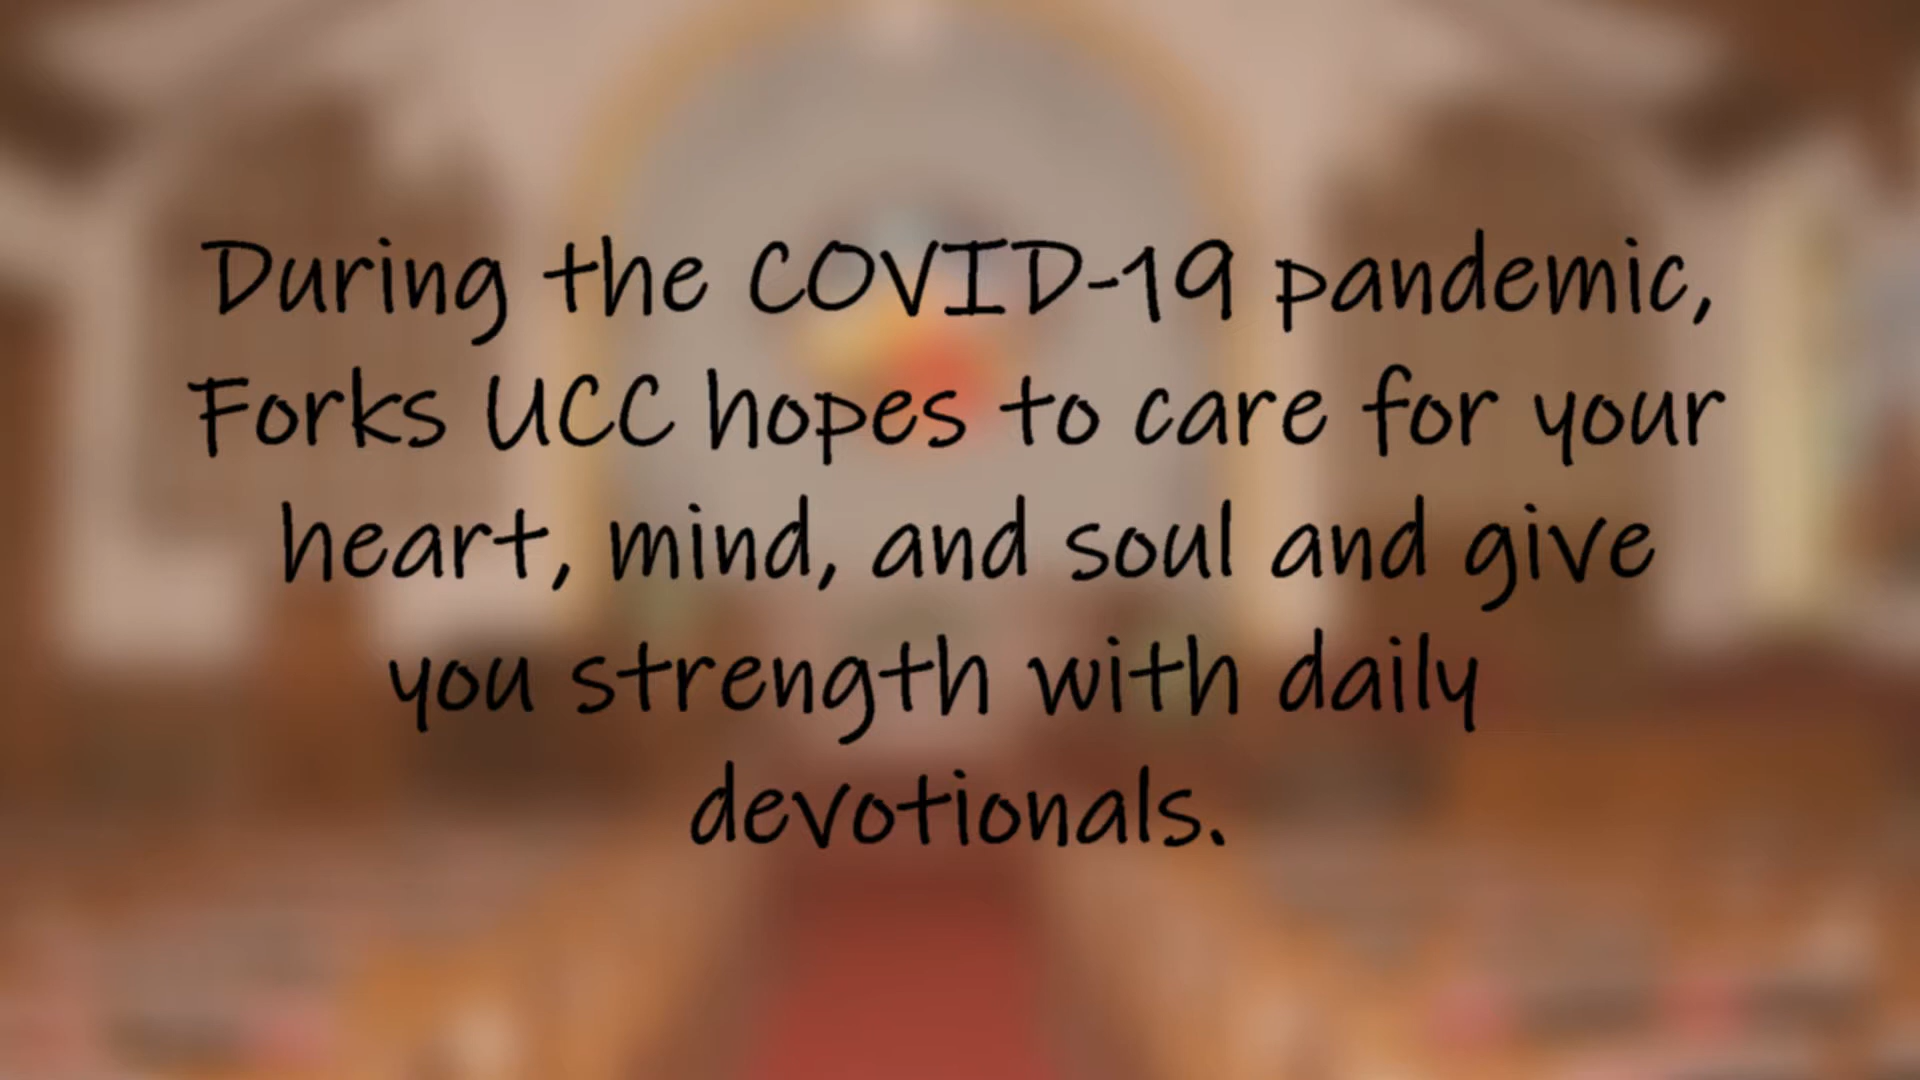 During the COVID-19 pandemic,
Forks UCC hopes to care for your
heart, mind, and soul and give
you strength with daily
devotionals.